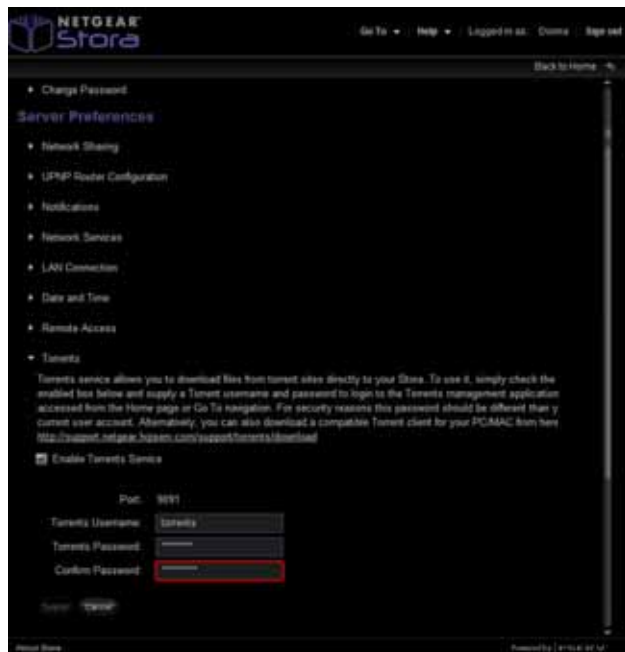 NETGEAR
Stora
Go To Help Logged in as: Donna Sign out
Back to Home
Change Password
Server Preferences
Network Sharing
UPNP Router Configuration
Notifications
Network Services
LAN Connection
Date and Time
Remote Access
Torrents
Torrents service allows you to download files from torrent sites directly to your Stora. To use it, simply check the
enabled box below and supply a Torrent username and password to login to the Torrents management application
accessed from the Home page or Go To navigation. For security reasons this password should be different than y
current user account. Alternatively, you can also download a compatible Torrent client for your PC/MAC from here
Enable Torrents Service
Port: 9091
Torrents Username: torrents
Torrents Password:
Confirm Password:
Cancel
About Stora
Powered by